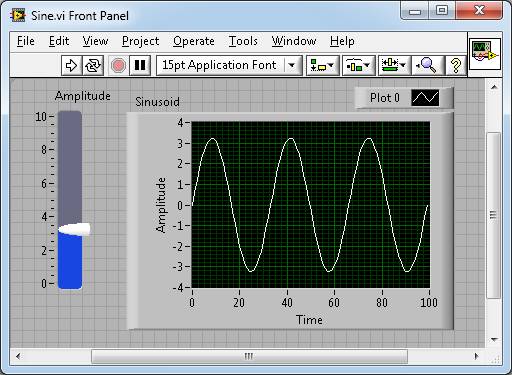 Sine.vi Front Panel
File Edit View Project Operate Tools Window Help
15pt Application Font
?
Amplitude
10
8
6
4
2
0
Sinusoid
Plot 0
Amplitude
4
3
2
1
0
-1
-2
-3
-4
0 20 40 60 80 100
Time